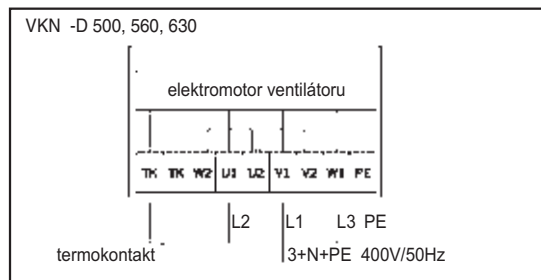 VKN -D 500, 560, 630
elektromotor ventilátoru
TK TK W2 U1 U2 V1 V2 W1 PE
L2 L1 L3 PE
termokontakt 3+N+PE 400V/50Hz